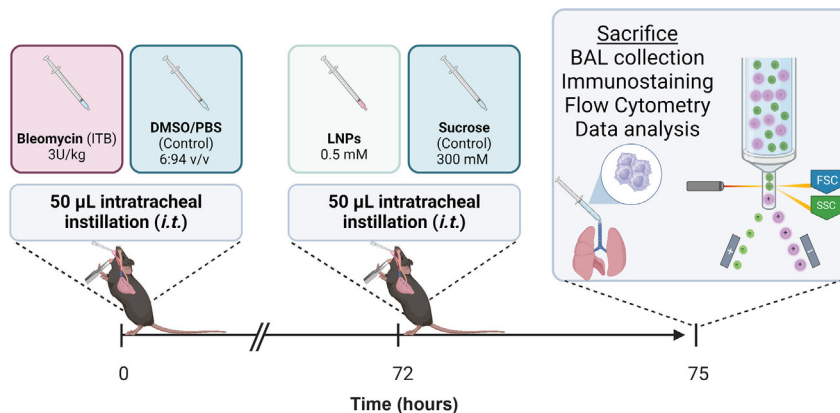 Bleomycin (ITB)
3U/kg
DMSO/PBS
(Control)
6:94 v/v
50 µL intratracheal
instillation (i.t.)
LNPs
0.5 mM
Sucrose
(Control)
300 mM
50 µL intratracheal
instillation (i.t.)
Sacrifice
BAL collection
Immunostaining
Flow Cytometry
Data analysis
FSC
SSC
0
72
75
Time (hours)